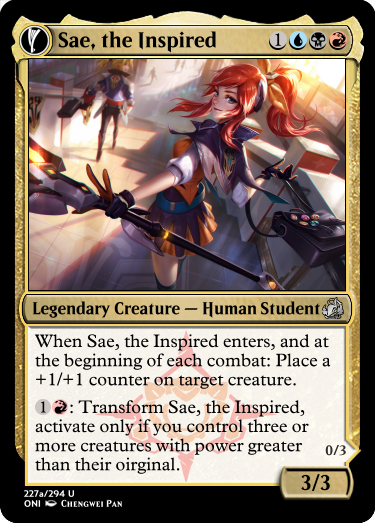 Sae, the Inspired 1
Legendary Creature — Human Student
When Sae, the Inspired enters, and at
the beginning of each combat: Place a
+1/+1 counter on target creature.
1: Transform Sae, the Inspired,
activate only if you control three or
more creatures with power greater
than their oirginal.
0/3
3/3
227a/294 U
ONI Chengwei Pan